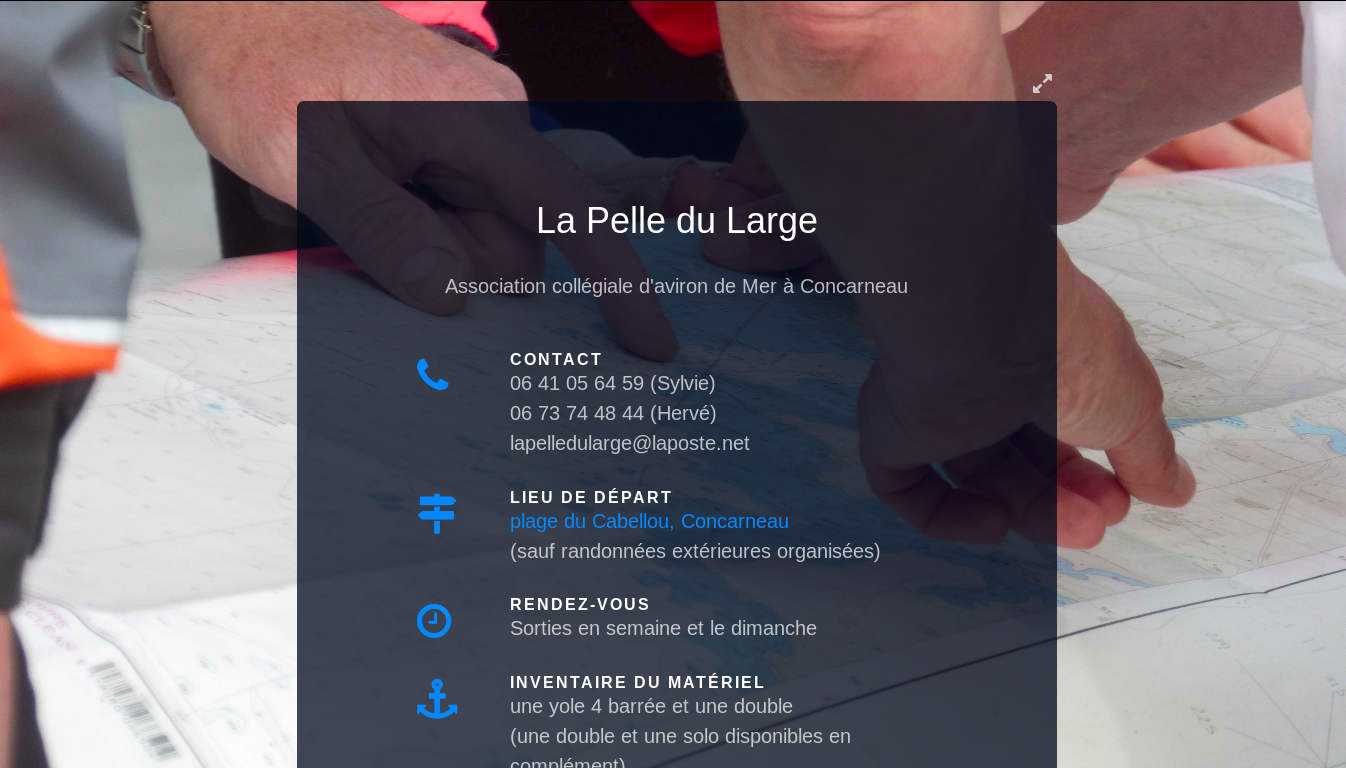 La Pelle du Large
Association collégiale d'aviron de Mer à Concarneau
CONTACT
06 41 05 64 59 (Sylvie)
06 73 74 48 44 (Hervé)
lapelledularge@laposte.net
LIEU DE DÉPART
plage du Cabellou, Concarneau
(sauf randonnées extérieures organisées)
RENDEZ-VOUS
Sorties en semaine et le dimanche
INVENTAIRE DU MATÉRIEL
une yole 4 barrée et une double
(une double et une solo disponibles en
complément)